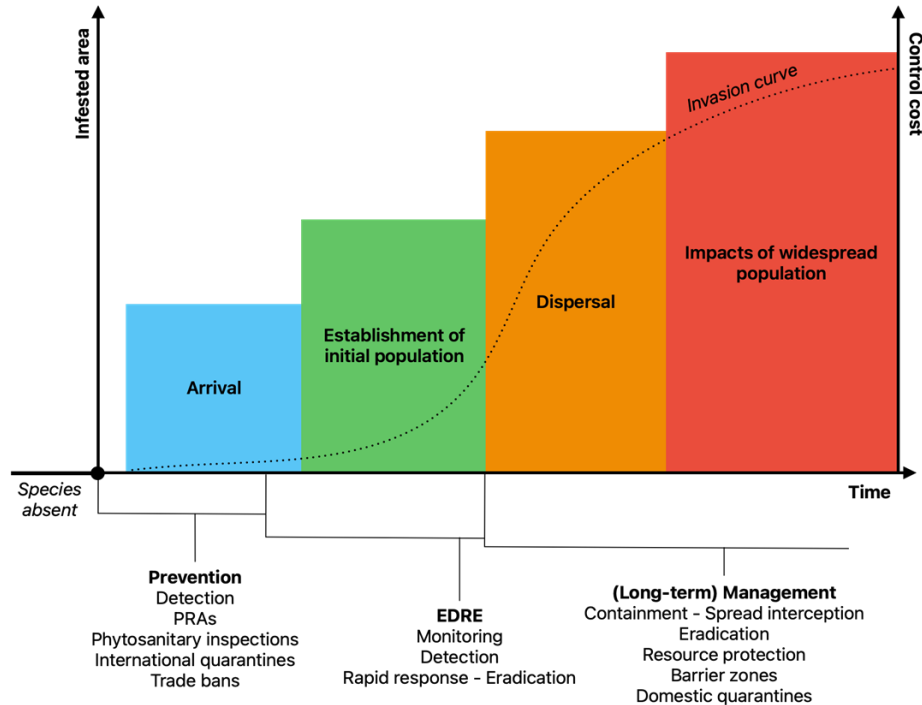 Infested area
Control cost
Invasion curve
Impacts of widespread
population
Dispersal
Establishment of
initial population
Arrival
Species
absent
Time
Prevention
Detection
PRAs
Phytosanitary inspections
International quarantines
Trade bans
EDRE
Monitoring
Detection
Rapid response - Eradication
(Long-term) Management
Containment - Spread interception
Eradication
Resource protection
Barrier zones
Domestic quarantines